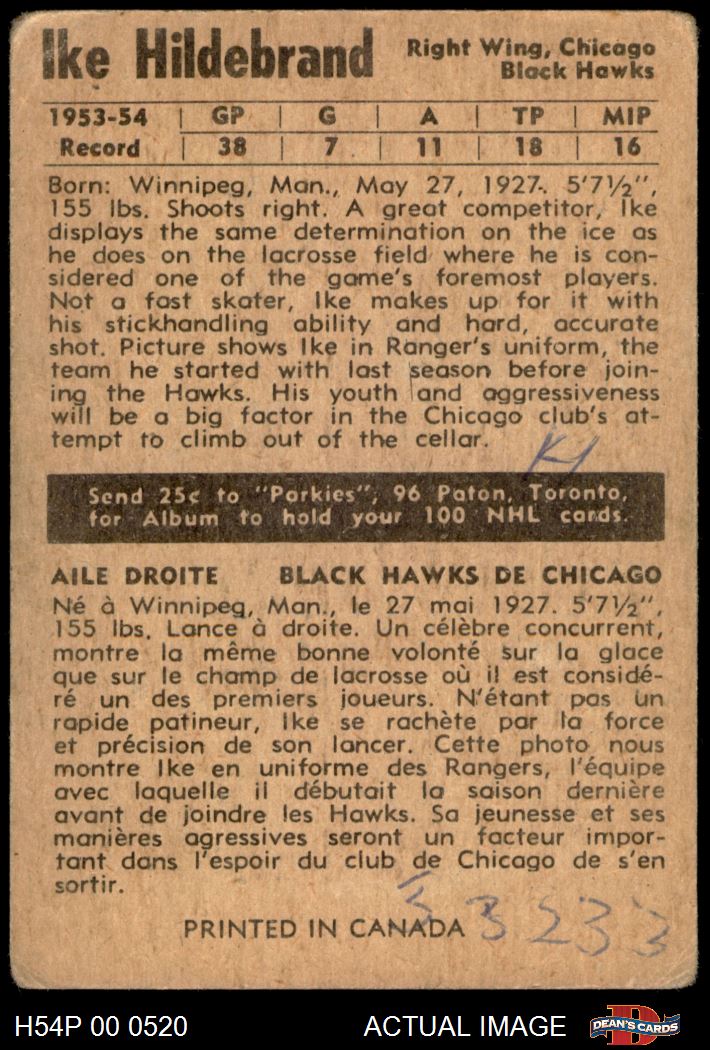 Ike Hildebrand Right Wing, Chicago
Black Hawks
1953-54 | GP | G | A | TP | MIP
Record | 38 | 7 | 11 | 18 | 16
Born: Winnipeg, Man., May 27, 1927. 5'7½",
155 lbs. Shoots right. A great competitor, Ike
displays the same determination on the ice as
he does on the lacrosse field where he is con-
sidered one of the game's foremost players.
Not a fast skater, Ike makes up for it with
his stickhandling ability and hard, accurate
shot. Picture shows Ike in Ranger's uniform, the
team he started with last season before join-
ing the Hawks. His youth and aggressiveness
will be a big factor in the Chicago club's at-
tempt to climb out of the cellar.
Send 25¢ to "Parkies", 96 Paton, Toronto,
for Album to hold your 100 NHL cards.
AILE DROITE BLACK HAWKS DE CHICAGO
Né à Winnipeg, Man., le 27 mai 1927. 5'7½",
155 lbs. Lance à droite. Un célèbre concurrent,
montre la même bonne volonté sur la glace
que sur le champ de lacrosse où il est considé-
ré un des premiers joueurs. N'étant pas un
rapide patineur, Ike se rachète par la force
et précision de son lancer. Cette photo nous
montre Ike en uniforme des Rangers, l'équipe
avec laquelle il débutait la saison dernière
avant de joindre les Hawks. Sa jeunesse et ses
manières agressives seront un facteur impor-
tant dans l'espoir du club de Chicago de s'en
sortir.
3 3 2 3 3
PRINTED IN CANADA
H54P 00 0520 ACTUAL IMAGE DEAN'S CARDS